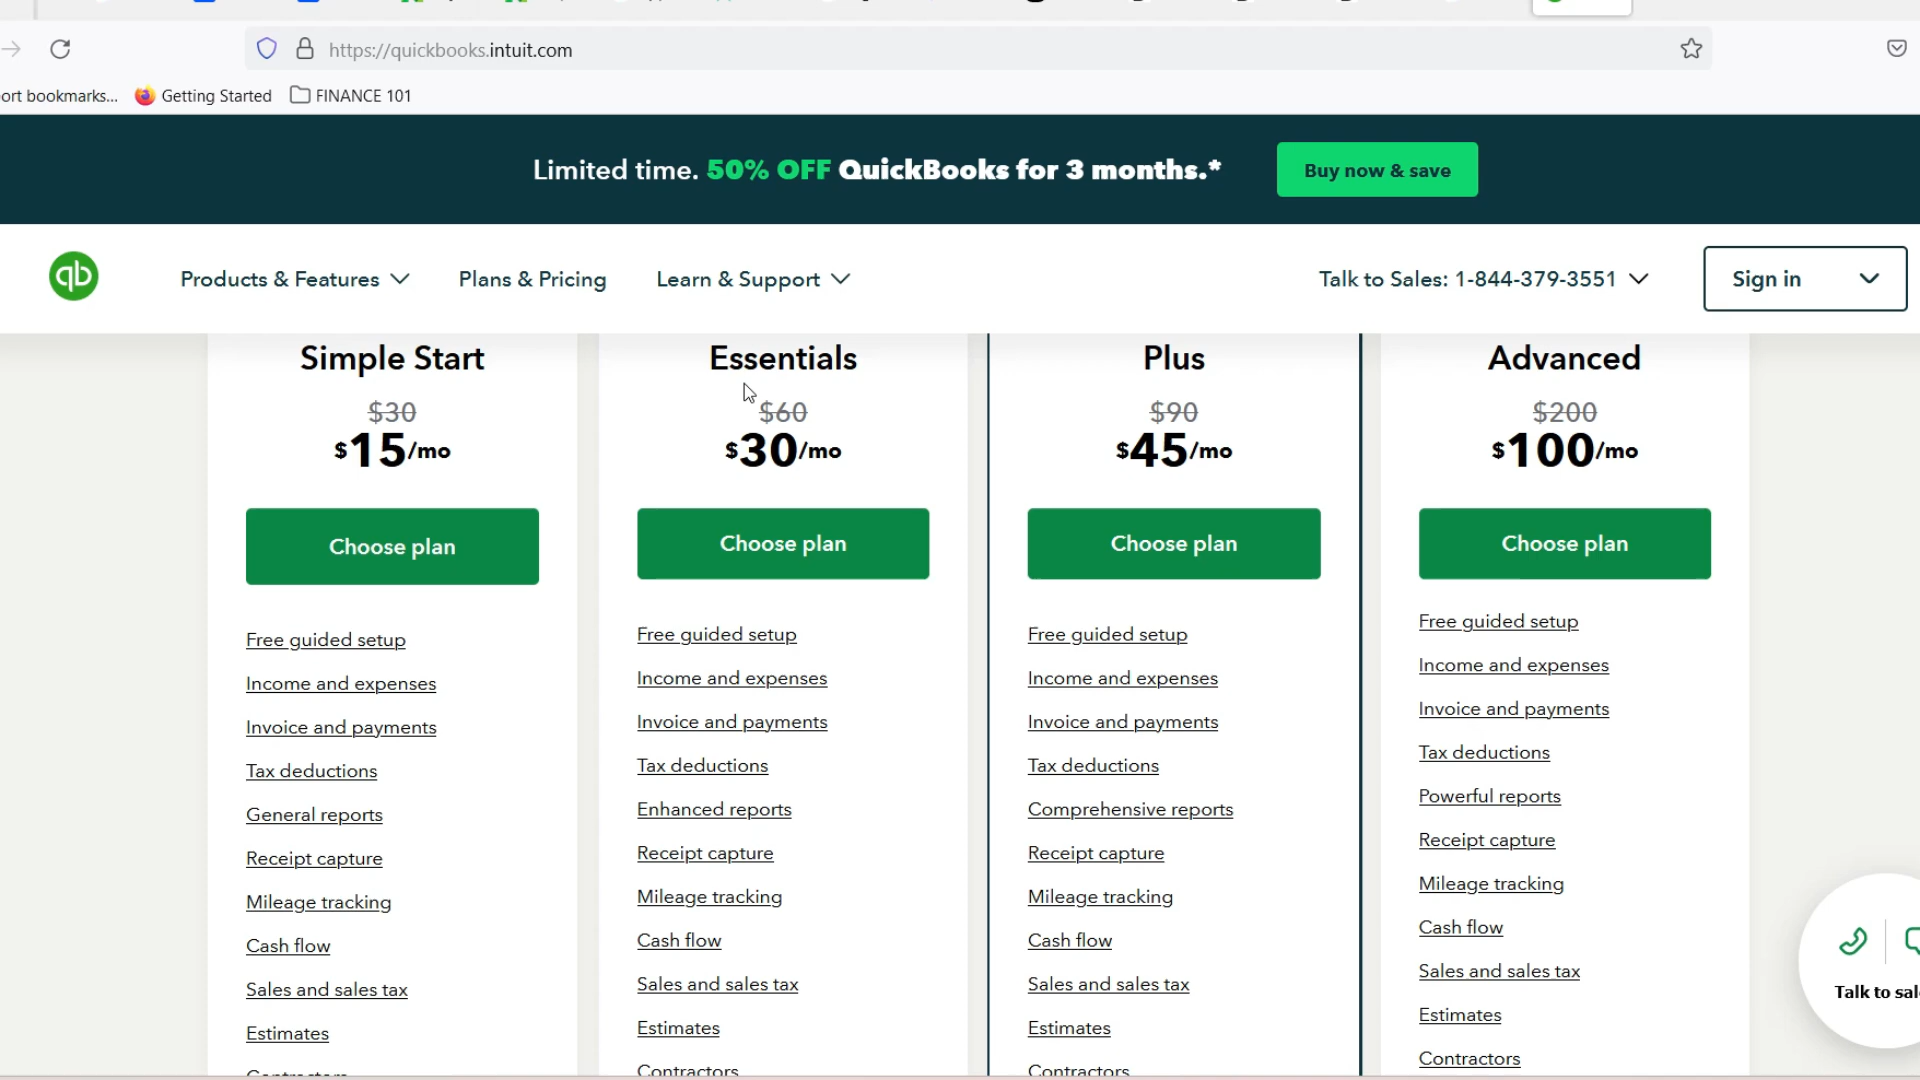 https://quickbooks.intuit.com
ort bookmarks... Getting Started FINANCE 101
Limited time. 50% OFF QuickBooks for 3 months.* Buy now & save
qb Products & Features Plans & Pricing Learn & Support Talk to Sales: 1-844-379-3551 Sign in
Simple Start
$30
$15/mo
Choose plan
Free guided setup
Income and expenses
Invoice and payments
Tax deductions
General reports
Receipt capture
Mileage tracking
Cash flow
Sales and sales tax
Estimates
Contractors
Essentials
$60
$30/mo
Choose plan
Free guided setup
Income and expenses
Invoice and payments
Tax deductions
Enhanced reports
Receipt capture
Mileage tracking
Cash flow
Sales and sales tax
Estimates
Contractors
Plus
$90
$45/mo
Choose plan
Free guided setup
Income and expenses
Invoice and payments
Tax deductions
Comprehensive reports
Receipt capture
Mileage tracking
Cash flow
Sales and sales tax
Estimates
Contractors
Advanced
$200
$100/mo
Choose plan
Free guided setup
Income and expenses
Invoice and payments
Tax deductions
Powerful reports
Receipt capture
Mileage tracking
Cash flow
Sales and sales tax
Estimates
Contractors
Talk to sal